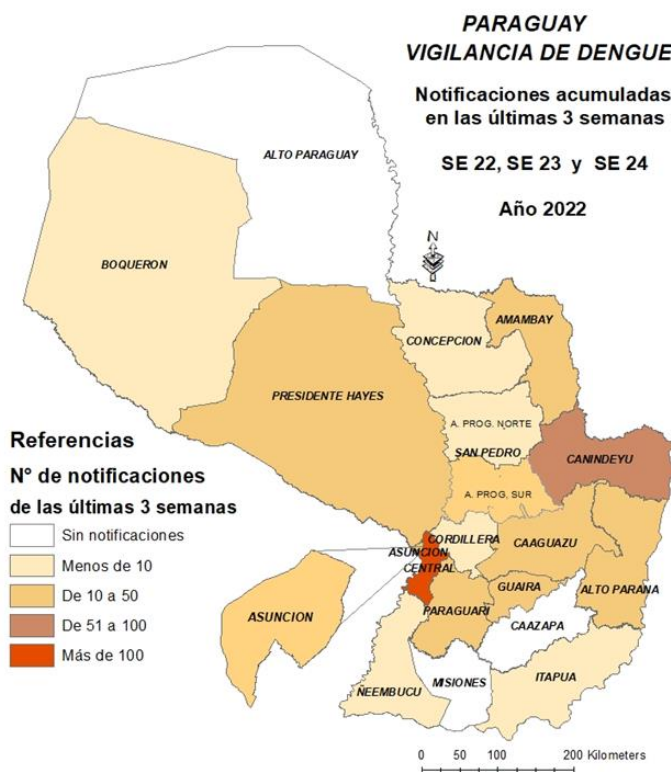 PARAGUAY
VIGILANCIA DE DENGUE
Notificaciones acumuladas
en las últimas 3 semanas
SE 22, SE 23 y SE 24
Año 2022
N
ALTO PARAGUAY
BOQUERON
CONCEPCION
AMAMBAY
PRESIDENTE HAYES
A. PROG. NORTE
SAN PEDRO
CANINDEYU
A. PROG. SUR
CORDILLERA
ASUNCION
CENTRAL
CAAGUAZU
GUAIRA
ALTO PARANA
PARAGUARI
CAAZAPA
ASUNCION
MISIONES
ITAPUA
ÑEEMBUCU
Referencias
N° de notificaciones
de las últimas 3 semanas
Sin notificaciones
Menos de 10
De 10 a 50
De 51 a 100
Más de 100
0 50 100 200 Kilometers